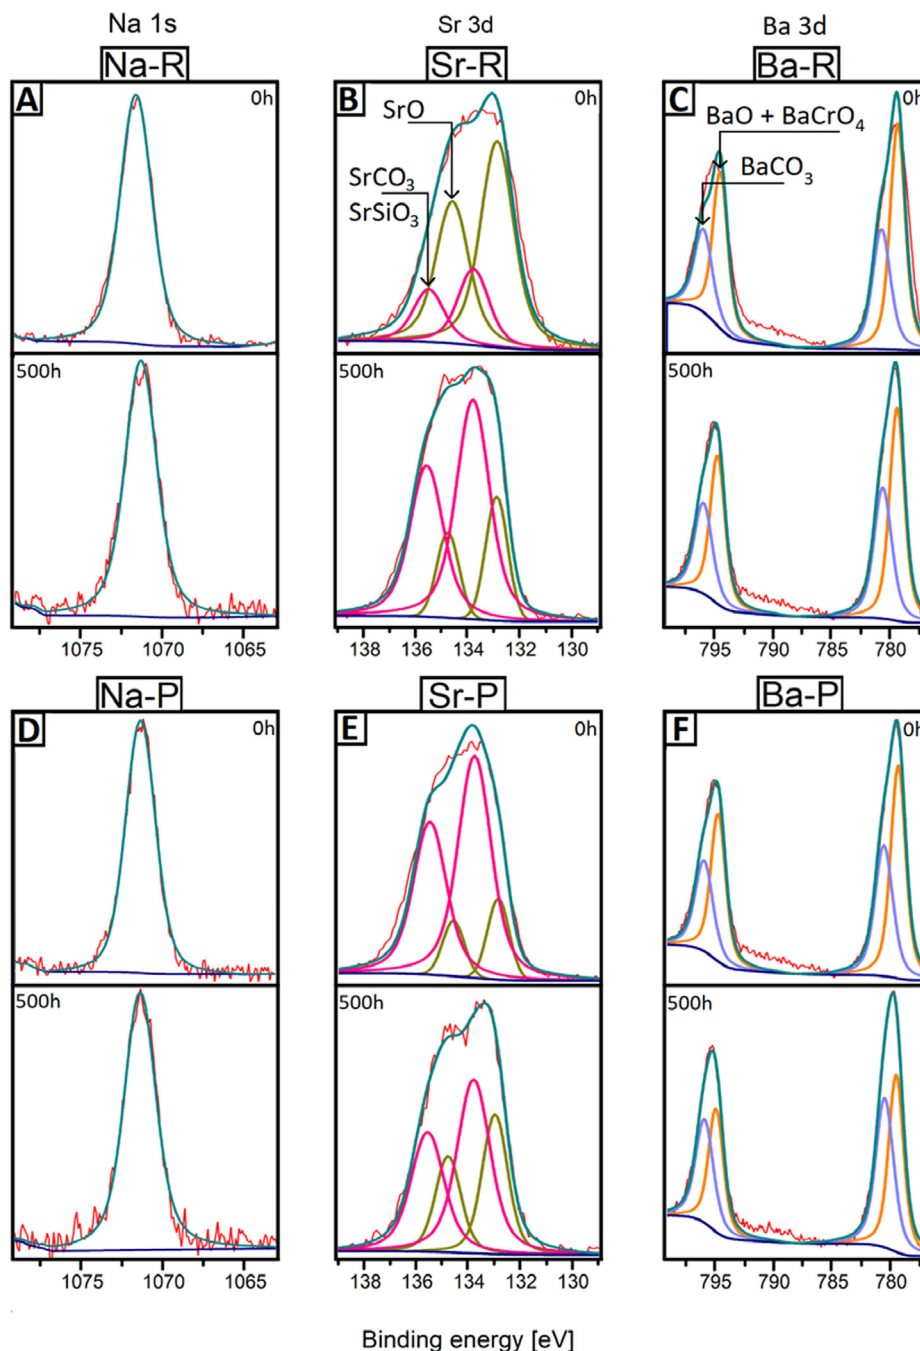 Na 1s Sr 3d Ba 3d
Na-R Sr-R Ba-R
A 0h B 0h C 0h
SrO
BaO + BaCrO₄
SrCO₃
SrSiO₃
BaCO₃
500h 500h 500h
1075 1070 1065 138 136 134 132 130 795 790 785 780
Na-P Sr-P Ba-P
D 0h E 0h F 0h
500h 500h 500h
1075 1070 1065 138 136 134 132 130 795 790 785 780
Binding energy [eV]